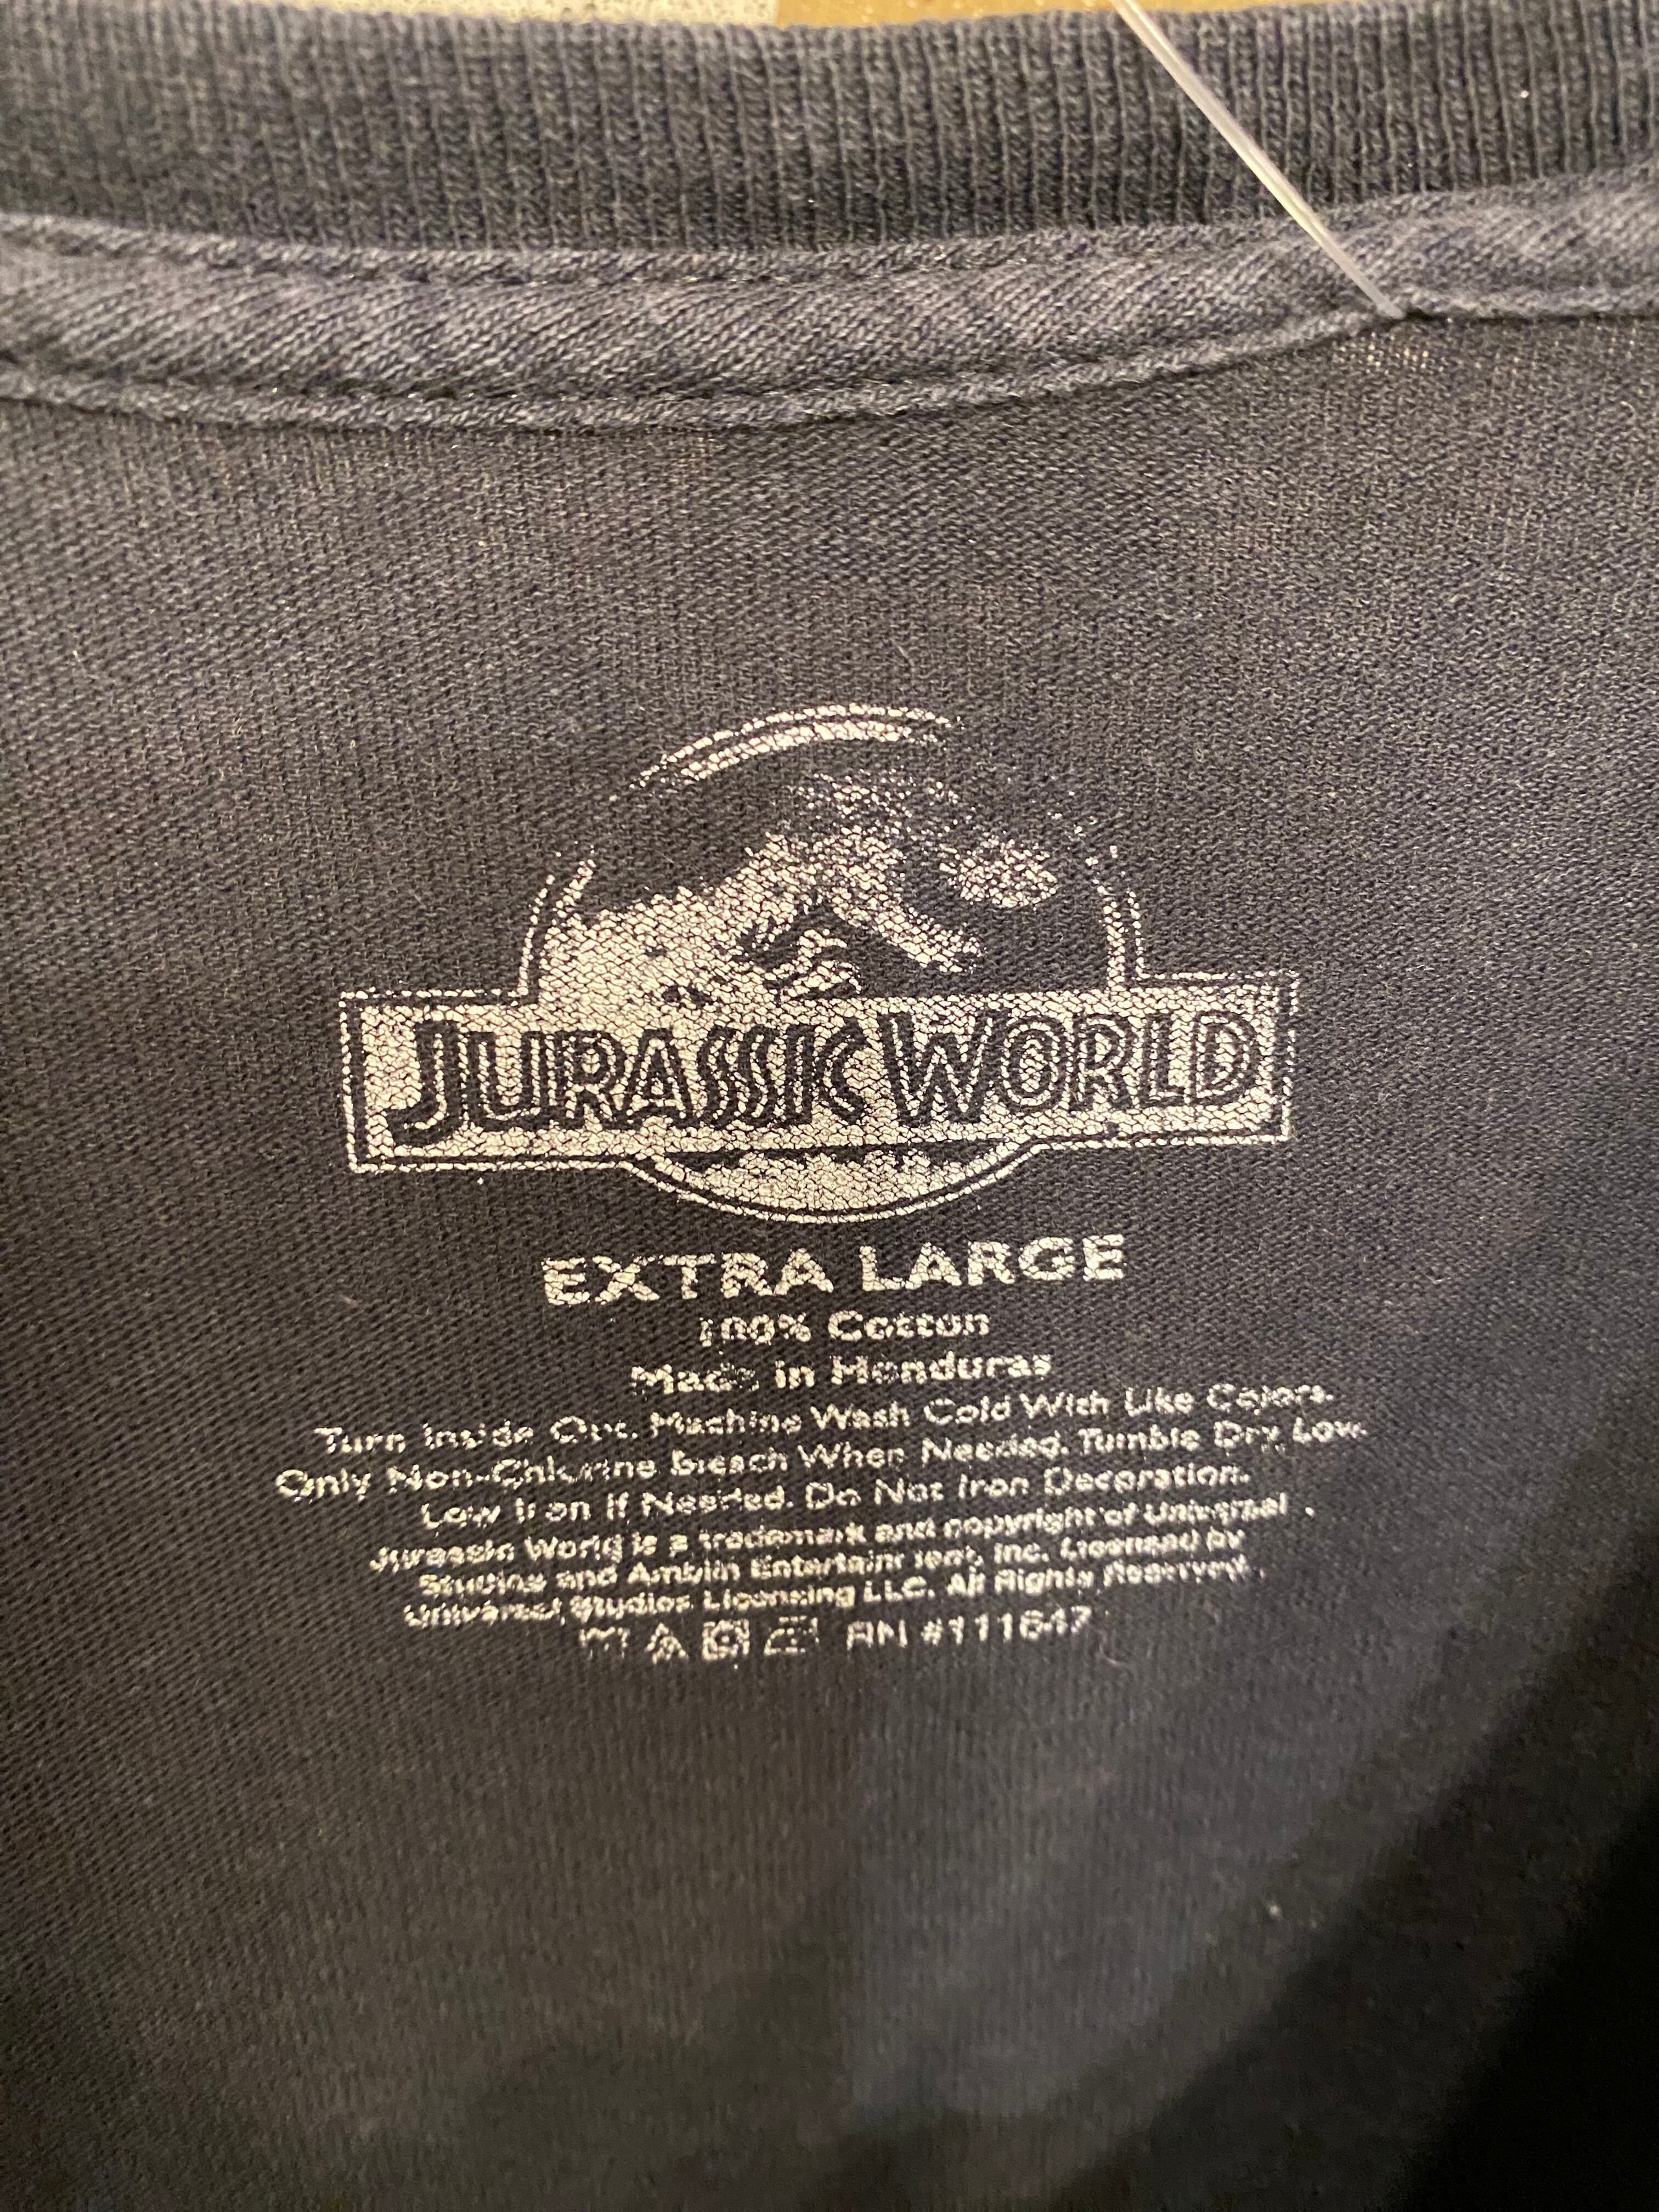 JURASSIC WORLD
EXTRA LARGE
100% Cotton
Made in Honduras
Turn Inside Out. Machine Wash Cold With Like Colors.
Only Non-Chlorine Bleach When Needed. Tumble Dry Low.
Low Iron If Needed. Do Not Iron Decoration.
Jurassic World is a trademark and copyright of Universal
Studios and Amblin Entertainment, Inc. Licensed by
Universal Studios Licensing LLC. All Rights Reserved.
RN #111647